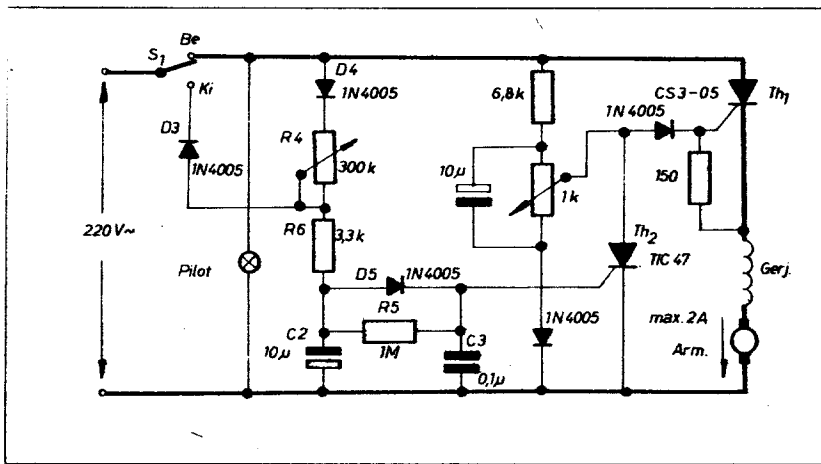 Be
S1
Ki
D3
1N4005
220 V~
Pilot
D4
1N4005
R4
300k
R6
3,3k
D5
1N4005
R5
1M
C2
10µ
C3
0,1µ
6,8k
10µ
1k
1N4005
1N4005
CS3-05
Th1
150
Th2
TIC 47
Gerj.
max. 2A
Arm.